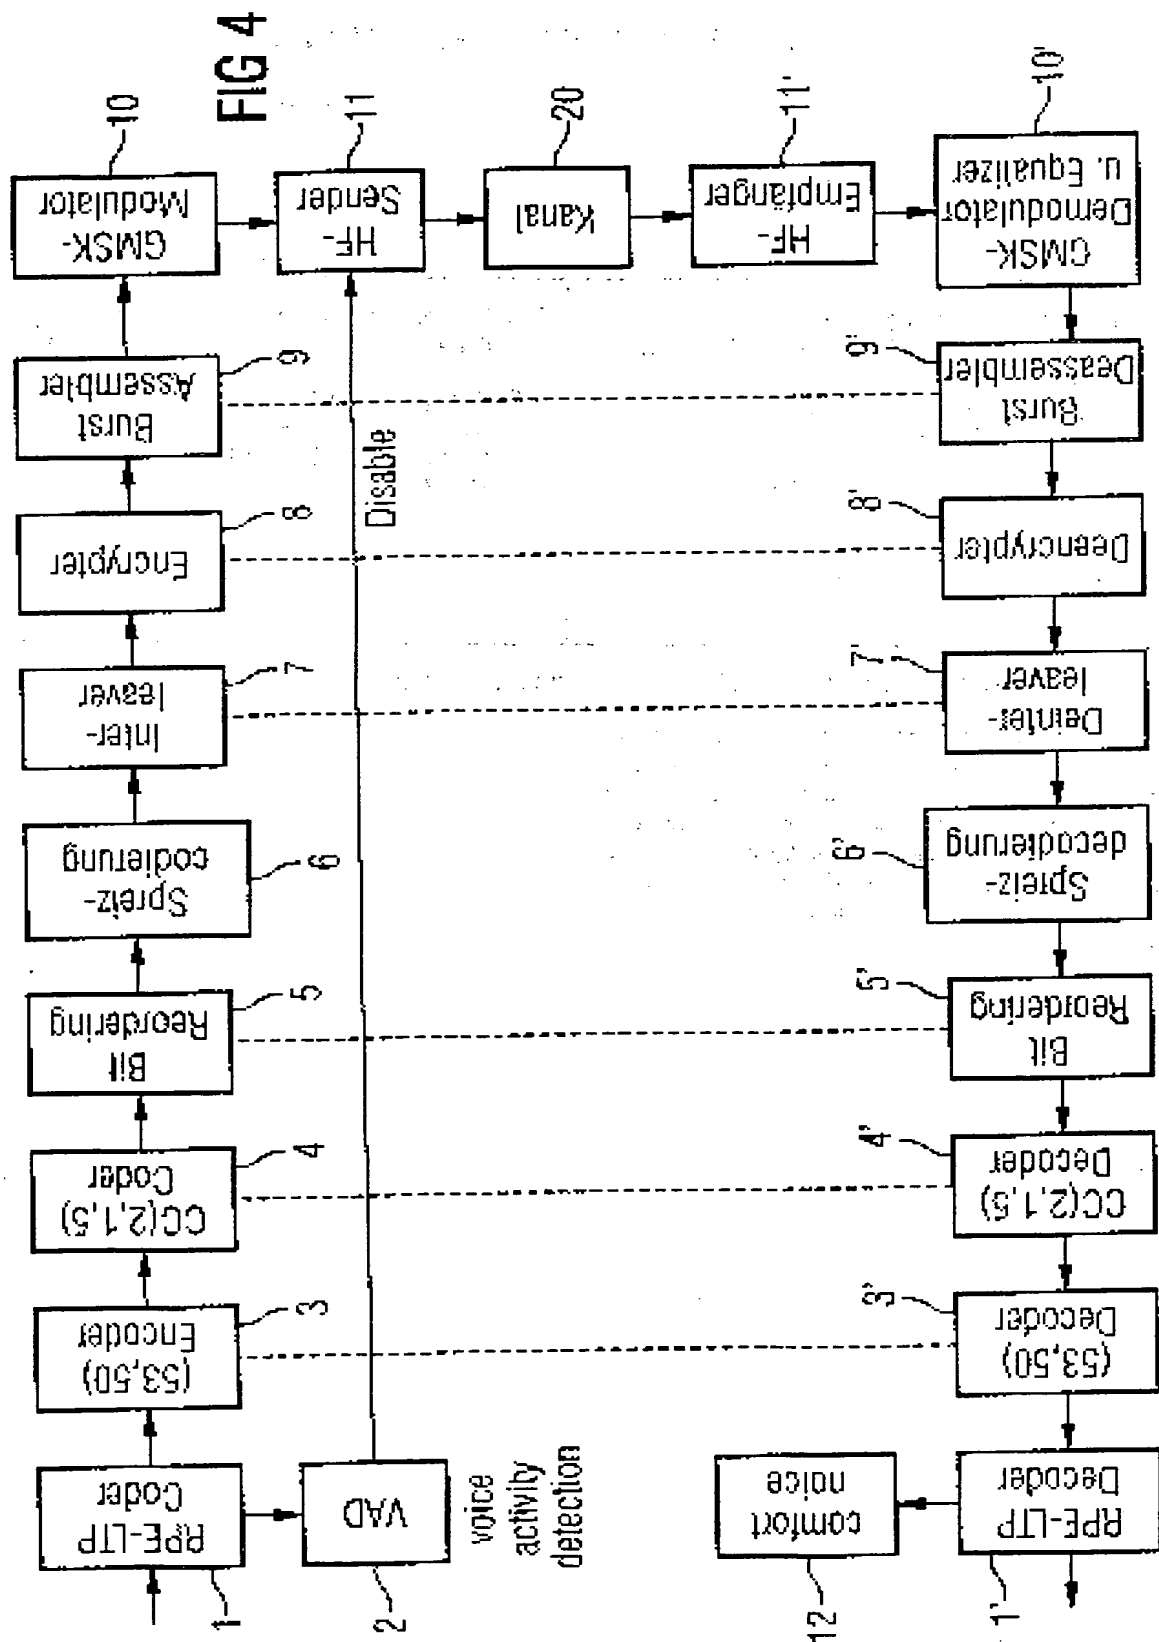 FIG 4
RPE-LTP
Coder
1
VAD
2
voice
activity
detection
(53,50)
Encoder
3
CC(2,1,5)
Coder
4
Bit
Reordering
5
Spreiz-
codierung
6
Inter-
leaver
7
Encrypter
8
Burst
Assembler
9
GMSK-
Modulator
10
Disable
HF-
Sender
11
Kanal
20
HF-
Empfänger
11'
GMSK-
Demodulator
u. Equalizer
10'
Burst
Deassembler
9'
Deencrypter
8'
Deinter-
leaver
7'
Spreiz-
decodierung
6'
Bit
Reordering
5'
CC(2,1,5)
Decoder
4'
(53,50)
Decoder
3'
RPE-LTP
Decoder
1'
comfort
noice
12